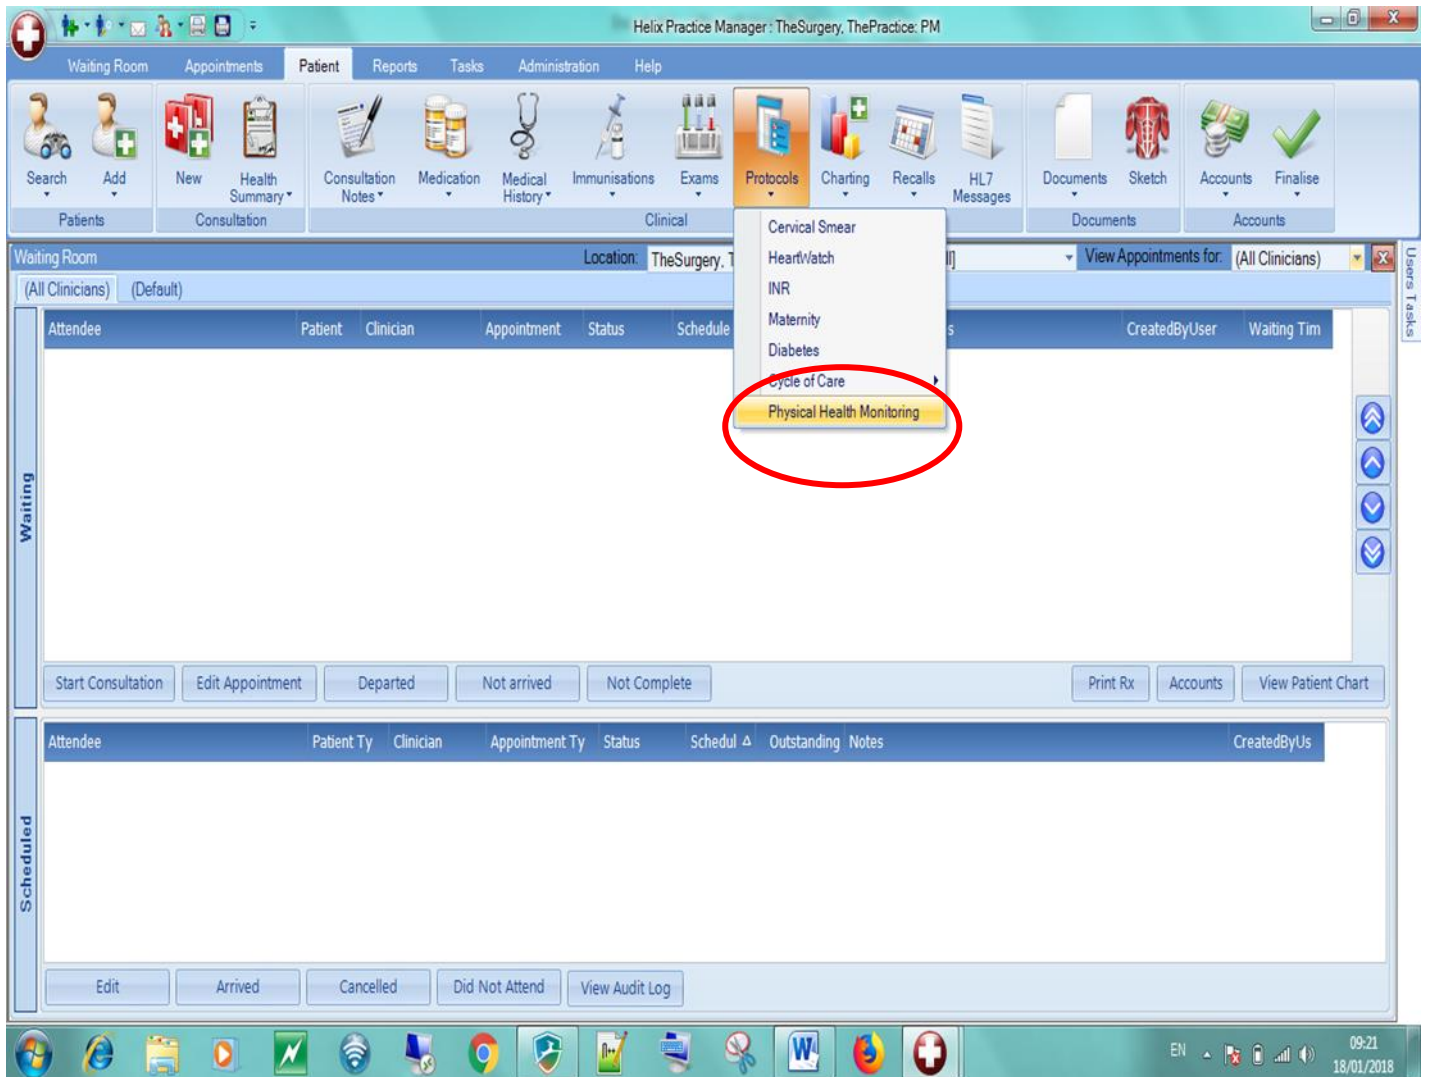 Helix Practice Manager : TheSurgery, ThePractice: PM
Waiting Room Appointments Patient Reports Tasks Administration Help
Search Add New Health Summary Consultation Notes Medication Medical History Immunisations Exams Protocols Charting Recalls HL7 Messages Documents Sketch Accounts Finalise
Patients Consultation Clinical Documents Accounts
Cervical Smear
HeartWatch
INR
Maternity
Diabetes
Cycle of Care
Physical Health Monitoring
Waiting Room Location: TheSurgery, View Appointments for: (All Clinicians)
(All Clinicians) (Default)
Users Tasks
Attendee Patient Clinician Appointment Status Schedule CreatedByUser Waiting Tim
Waiting
Start Consultation Edit Appointment Departed Not arrived Not Complete Print Rx Accounts View Patient Chart
Attendee Patient Ty Clinician Appointment Ty Status Schedul Outstanding Notes CreatedByUs
Scheduled
Edit Arrived Cancelled Did Not Attend View Audit Log
EN 09:21
18/01/2018